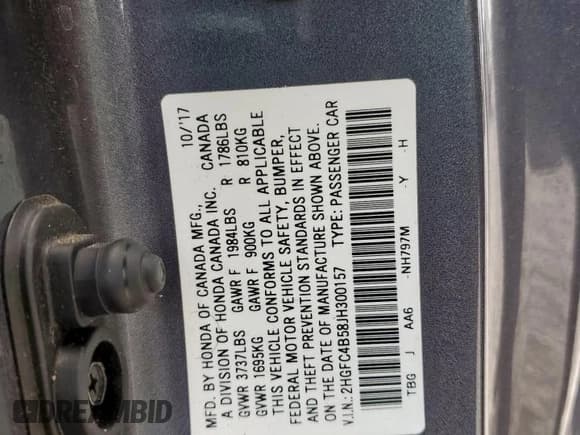 MFD. BY HONDA OF CANADA MFG., 10/'17
A DIVISION OF HONDA CANADA INC. CANADA
GVWR 3737LBS GAWR F 1984LBS R 1786LBS
GVWR 1695KG GAWR F 900KG R 810KG
THIS VEHICLE CONFORMS TO ALL APPLICABLE
FEDERAL MOTOR VEHICLE SAFETY, BUMPER,
AND THEFT PREVENTION STANDARDS IN EFFECT
ON THE DATE OF MANUFACTURE SHOWN ABOVE.
V.I.N.: 2HGFC4B58JH300157 TYPE: PASSENGER CAR
TBG J AA6 -NH797M -Y -H
DREAMBID